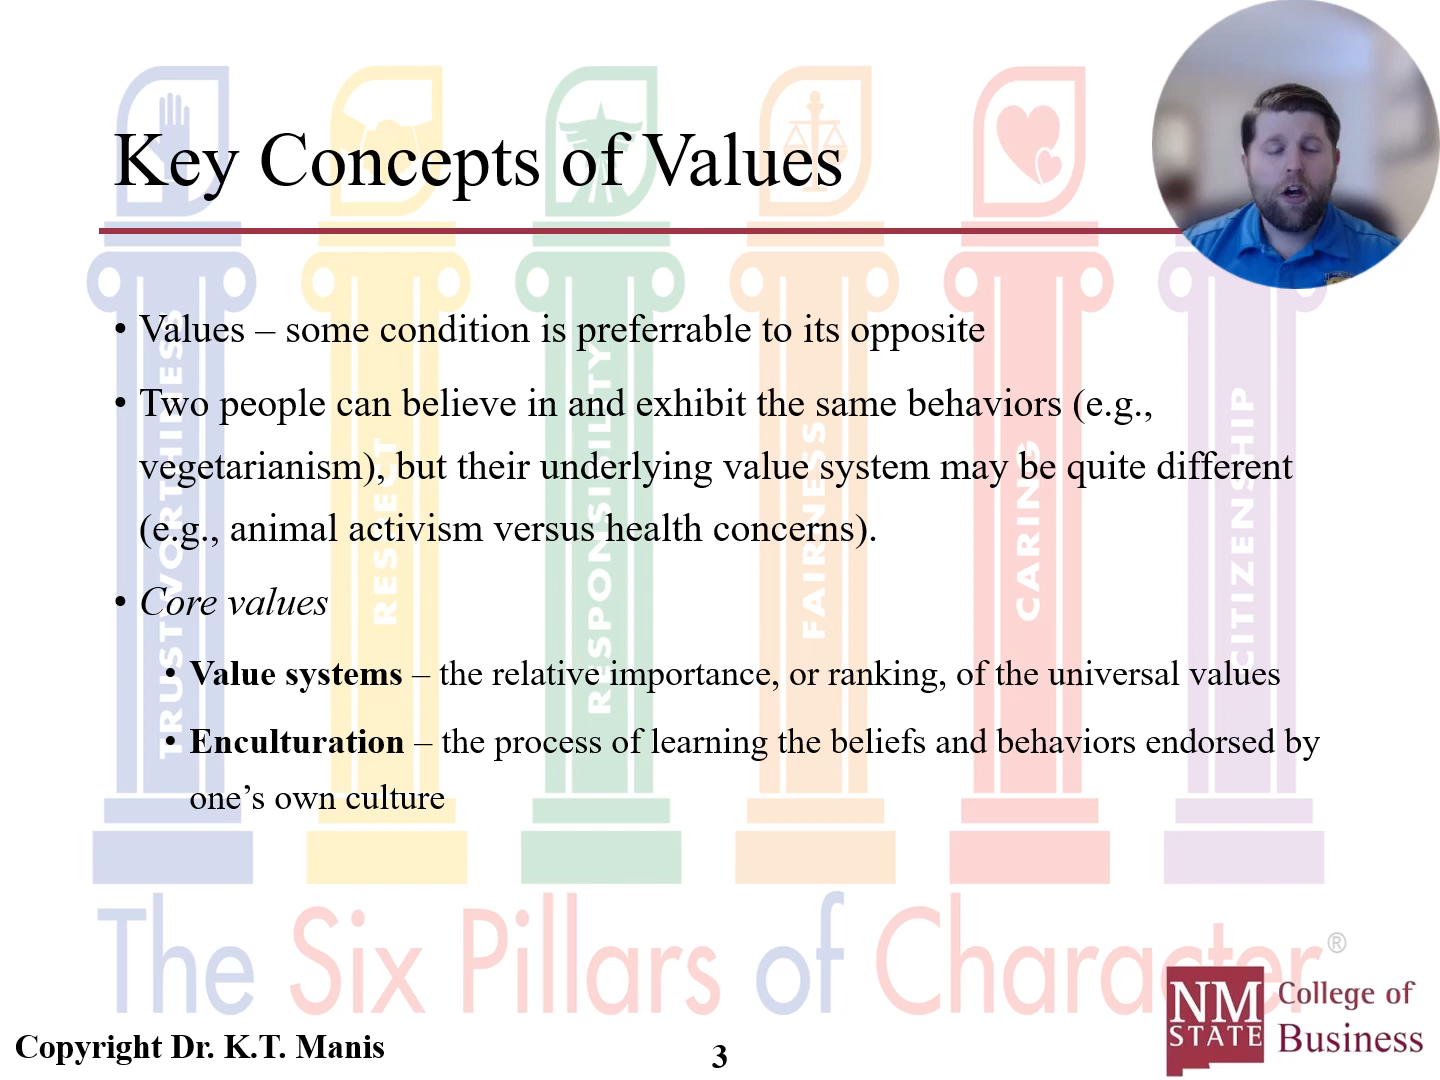 Key Concepts of Values
• Values – some condition is preferrable to its opposite
• Two people can believe in and exhibit the same behaviors (e.g.,
vegetarianism), but their underlying value system may be quite different
(e.g., animal activism versus health concerns).
• Core values
• Value systems – the relative importance, or ranking, of the universal values
• Enculturation – the process of learning the beliefs and behaviors endorsed by
one’s own culture
TRUSTWORTHINESS
RESPECT
RESPONSIBILITY
FAIRNESS
CARING
CITIZENSHIP
The Six Pillars of Character®
Copyright Dr. K.T. Manis
3
NM
STATE
College of
Business